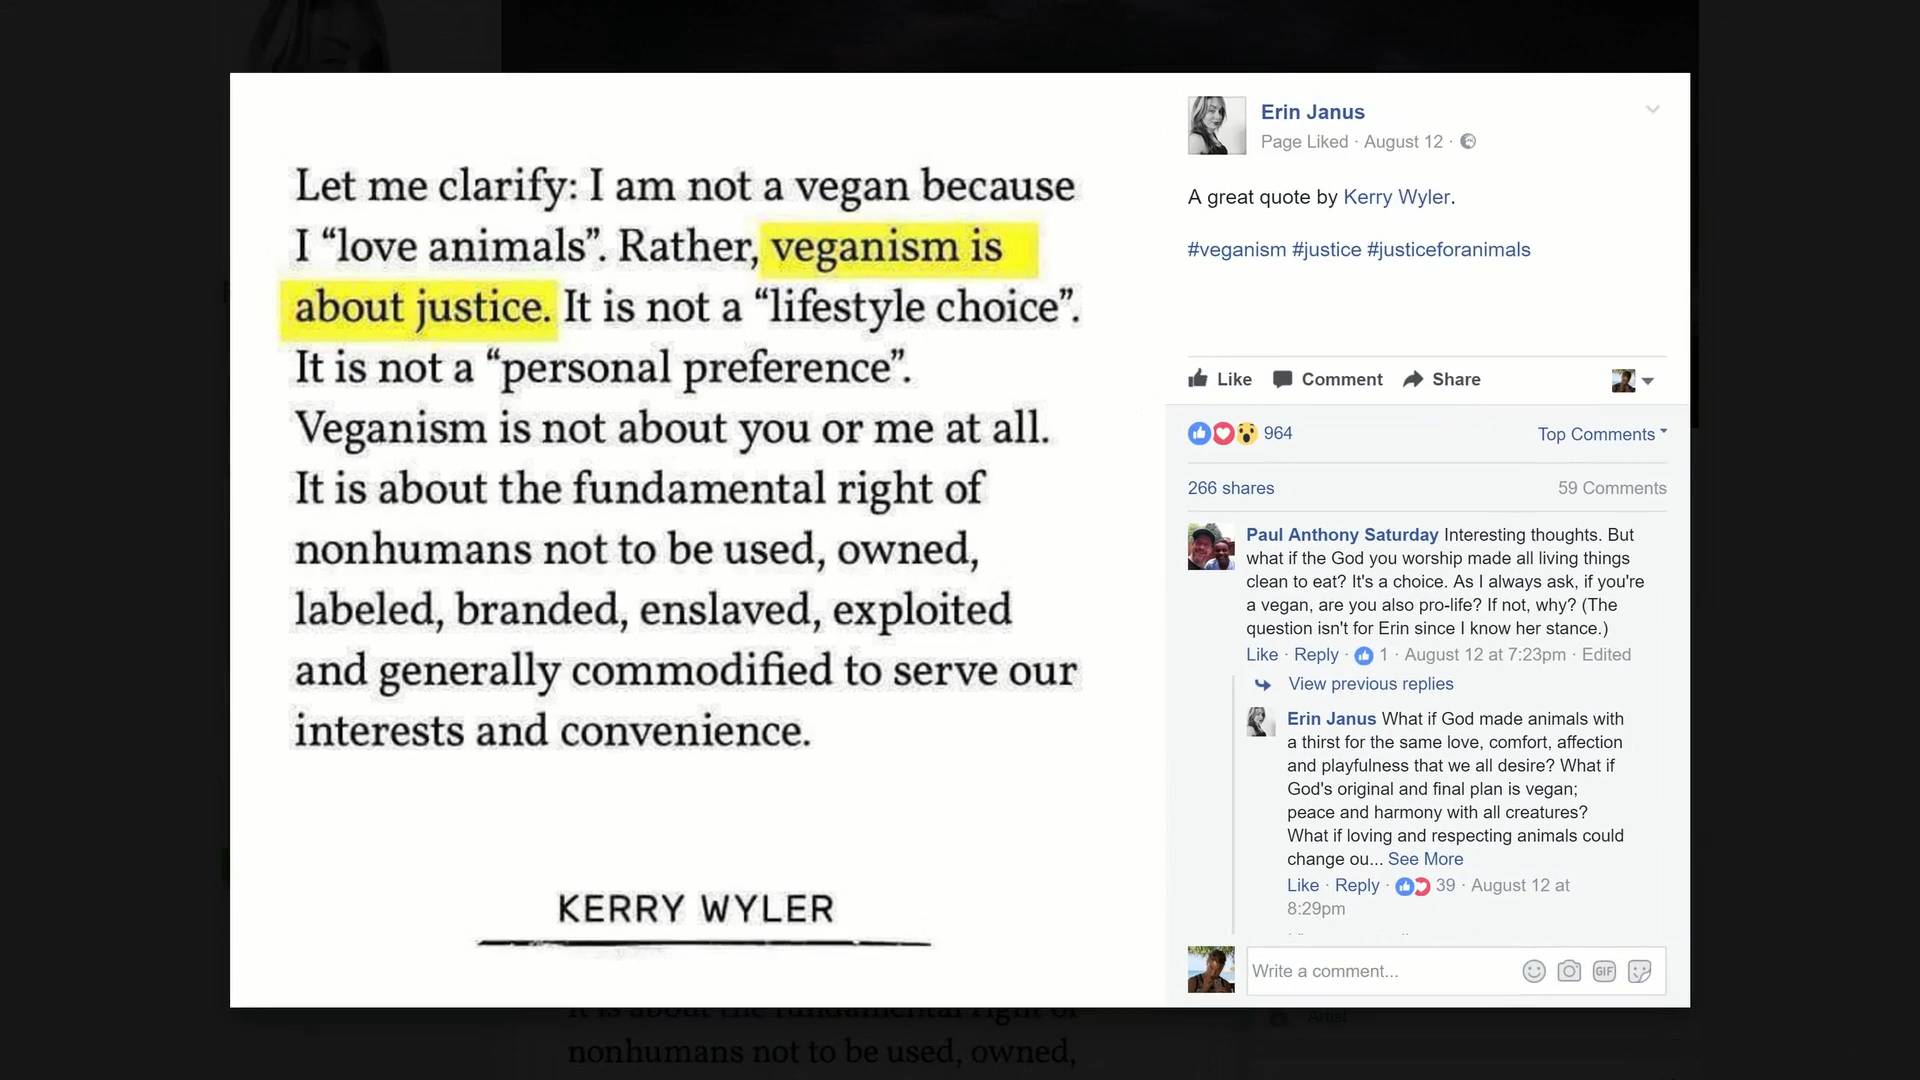 Let me clarify: I am not a vegan because
I “love animals”. Rather, veganism is
about justice. It is not a “lifestyle choice”.
It is not a “personal preference”.
Veganism is not about you or me at all.
It is about the fundamental right of
nonhumans not to be used, owned,
labeled, branded, enslaved, exploited
and generally commodified to serve our
interests and convenience.
KERRY WYLER
Erin Janus
Page Liked · August 12 ·
A great quote by Kerry Wyler.
#veganism #justice #justiceforanimals
Like Comment Share
964 Top Comments
266 shares 59 Comments
Paul Anthony Saturday Interesting thoughts. But
what if the God you worship made all living things
clean to eat? It's a choice. As I always ask, if you're
a vegan, are you also pro-life? If not, why? (The
question isn't for Erin since I know her stance.)
Like · Reply · 1 · August 12 at 7:23pm · Edited
View previous replies
Erin Janus What if God made animals with
a thirst for the same love, comfort, affection
and playfulness that we all desire? What if
God's original and final plan is vegan;
peace and harmony with all creatures?
What if loving and respecting animals could
change ou... See More
Like · Reply · 39 · August 12 at
8:29pm
Write a comment...
GIF
It is about the fundamental right of
nonhumans not to be used, owned,
Artist